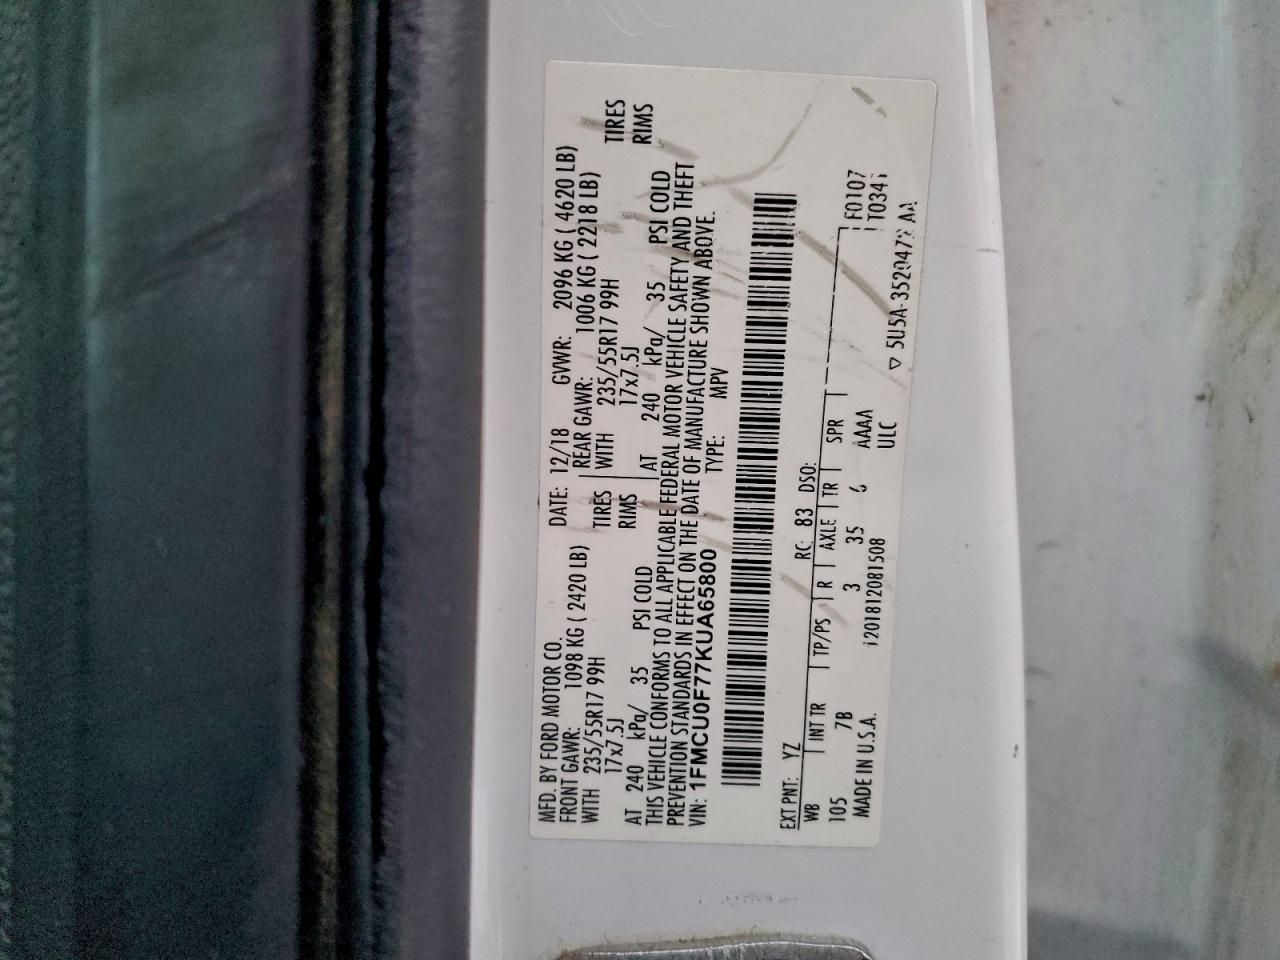 MFD. BY FORD MOTOR CO. DATE: 12/18 GVWR: 2096 KG ( 4620 LB)
FRONT GAWR: 1098 KG ( 2420 LB) REAR GAWR: 1006 KG ( 2218 LB)
WITH 235/55R17 99H TIRES WITH 235/55R17 99H TIRES
17x7.5J RIMS 17x7.5J RIMS
AT 240 kPa/ 35 PSI COLD AT 240 kPa/ 35 PSI COLD
THIS VEHICLE CONFORMS TO ALL APPLICABLE FEDERAL MOTOR VEHICLE SAFETY AND THEFT
PREVENTION STANDARDS IN EFFECT ON THE DATE OF MANUFACTURE SHOWN ABOVE.
VIN: 1FMCU0F77KUA65800 TYPE: MPV
EXT PNT: YZ RC: 83 DSO:
WB INT TR TP/PS R AXLE TR SPR F0107
105 7B 3 35 6 AAAA
MADE IN U.S.A. 201812081508 ULC